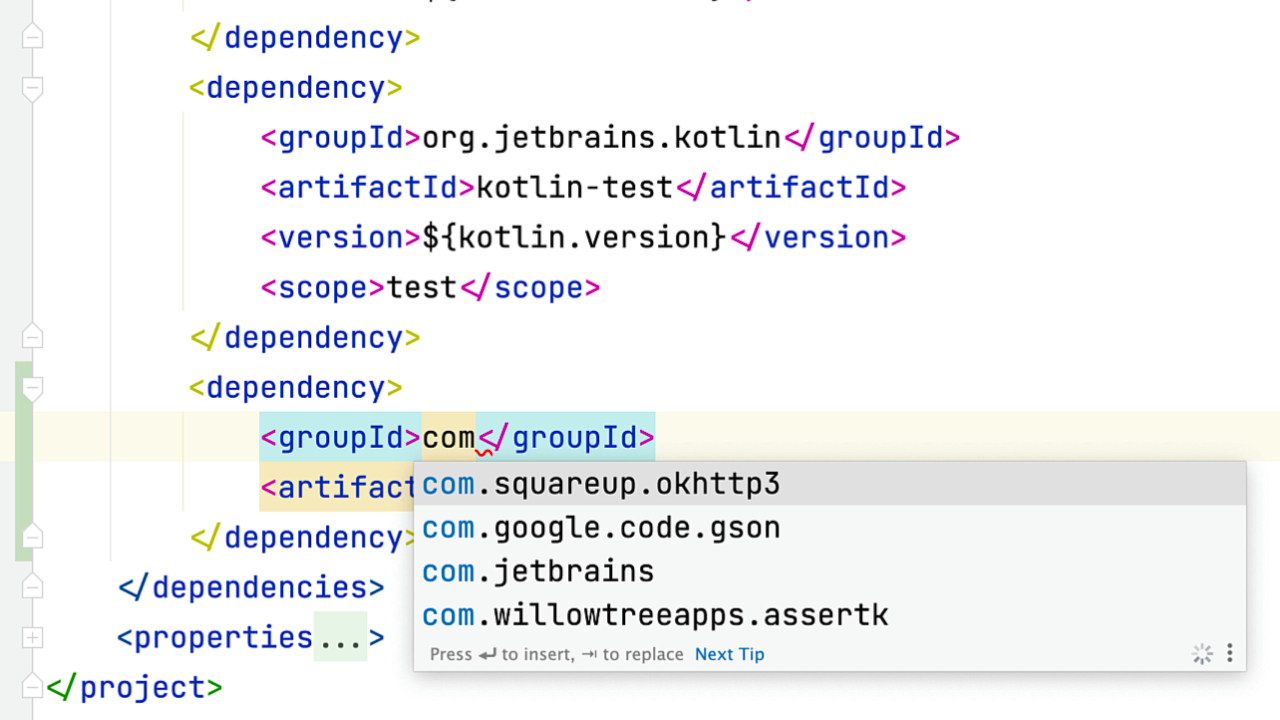 </dependency>
<dependency>
<groupId>org.jetbrains.kotlin</groupId>
<artifactId>kotlin-test</artifactId>
<version>${kotlin.version}</version>
<scope>test</scope>
</dependency>
<dependency>
<groupId>com</groupId>
<artifact
com.squareup.okhttp3
com.google.code.gson
com.jetbrains
com.willowtreeapps.assertk
Press ↵ to insert, ⇥ to replace Next Tip
</dependency>
</dependencies>
<properties...>
</project>